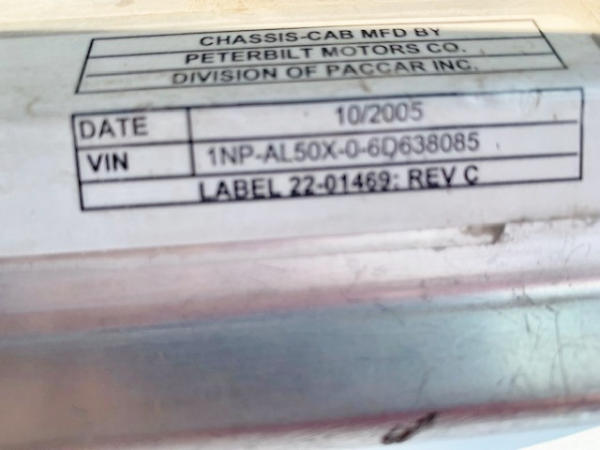 CHASSIS-CAB MFD BY
PETERBILT MOTORS CO.
DIVISION OF PACCAR INC.
DATE 10/2005
VIN 1NP-AL50X-0-6D638085
LABEL 22-01469: REV C